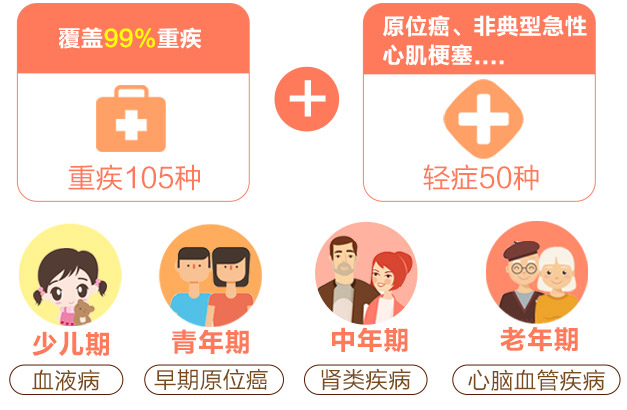 覆盖99%重疾
重疾105种
原位癌、非典型急性
心肌梗塞....
轻症50种
少儿期
青年期
中年期
老年期
血液病
早期原位癌
肾类疾病
心脑血管疾病